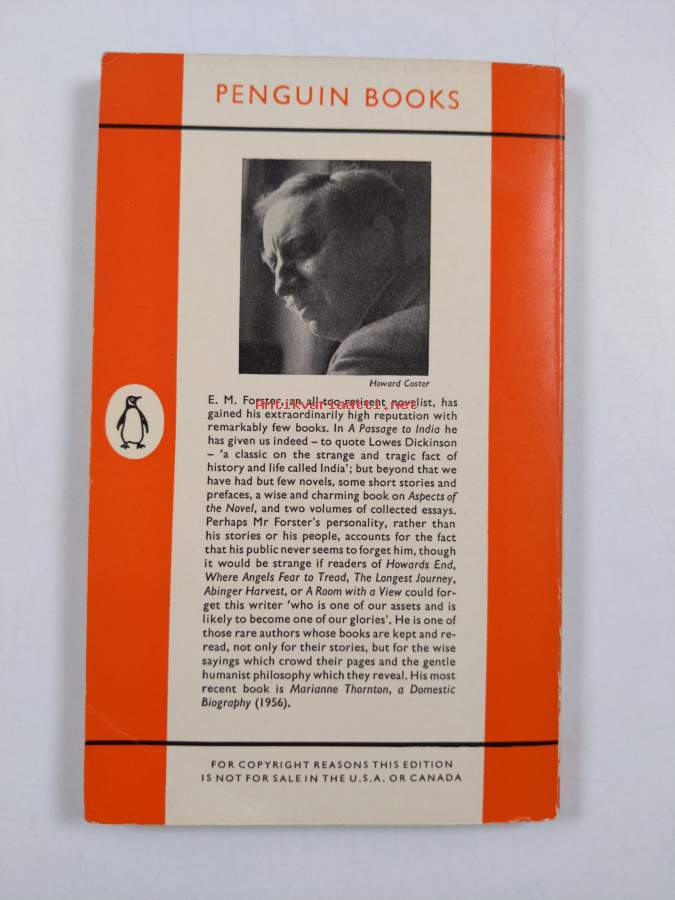 PENGUIN BOOKS
Howard Coster
E. M. Forster, an all-too-reticent novelist, has
Antikvariaatti.net
gained his extraordinarily high reputation with
remarkably few books. In A Passage to India he
has given us indeed – to quote Lowes Dickinson
– ‘a classic on the strange and tragic fact of
history and life called India’; but beyond that we
have had but few novels, some short stories and
prefaces, a wise and charming book on Aspects of
the Novel, and two volumes of collected essays.
Perhaps Mr Forster’s personality, rather than
his stories or his people, accounts for the fact
that his public never seems to forget him, though
it would be strange if readers of Howards End,
Where Angels Fear to Tread, The Longest Journey,
Abinger Harvest, or A Room with a View could for-
get this writer ‘who is one of our assets and is
likely to become one of our glories’. He is one of
those rare authors whose books are kept and re-
read, not only for their stories, but for the wise
sayings which crowd their pages and the gentle
humanist philosophy which they reveal. His most
recent book is Marianne Thornton, a Domestic
Biography (1956).
FOR COPYRIGHT REASONS THIS EDITION
IS NOT FOR SALE IN THE U.S.A. OR CANADA